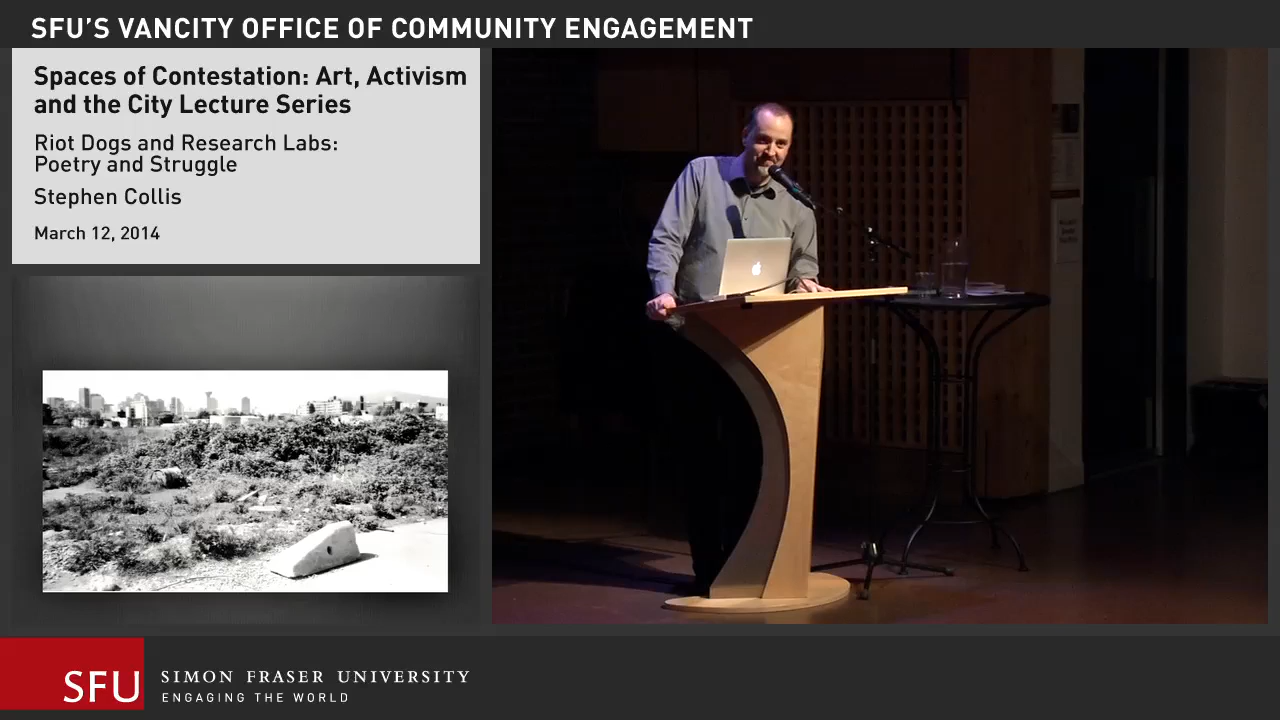 SFU'S VANCITY OFFICE OF COMMUNITY ENGAGEMENT
Spaces of Contestation: Art, Activism
and the City Lecture Series
Riot Dogs and Research Labs:
Poetry and Struggle
Stephen Collis
March 12, 2014
SFU
SIMON FRASER UNIVERSITY
ENGAGING THE WORLD